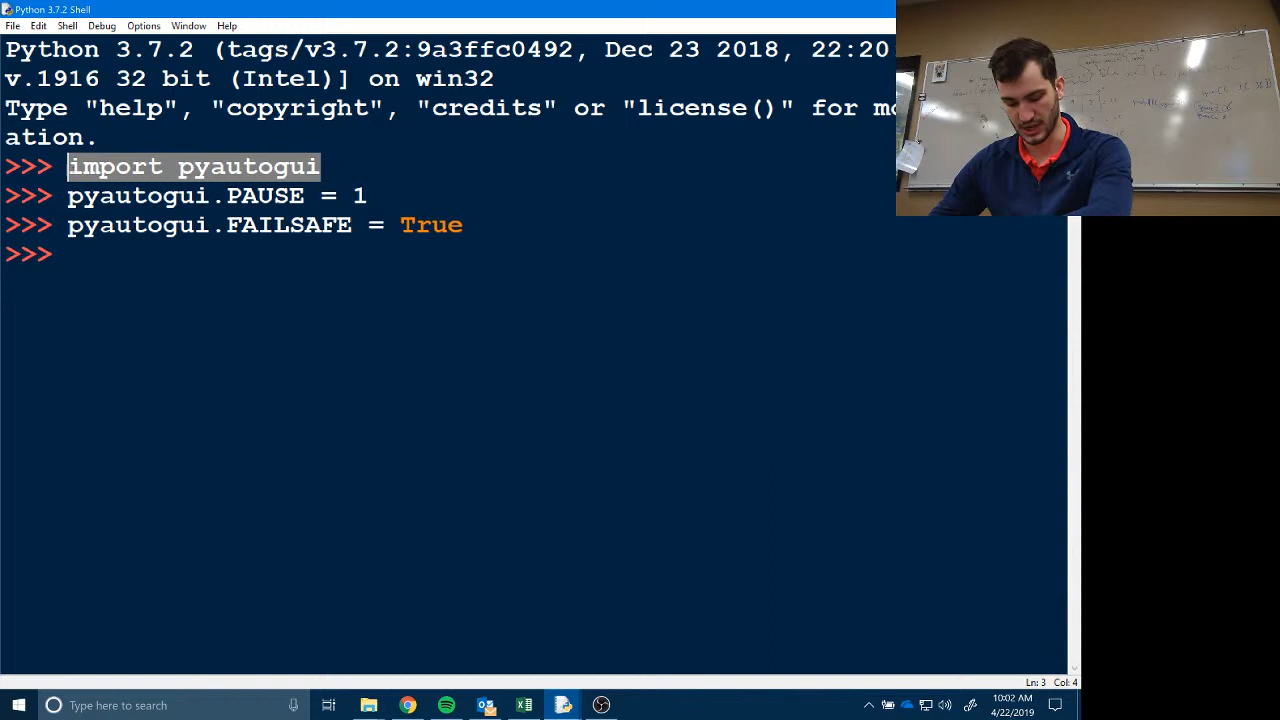 Python 3.7.2 Shell
File Edit Shell Debug Options Window Help
Python 3.7.2 (tags/v3.7.2:9a3ffc0492, Dec 23 2018, 22:20
v.1916 32 bit (Intel)] on win32
Type "help", "copyright", "credits" or "license()" for mo
ation.
>>> import pyautogui
>>> pyautogui.PAUSE = 1
>>> pyautogui.FAILSAFE = True
>>>
Ln: 3 Col: 4
Type here to search
10:02 AM
4/22/2019